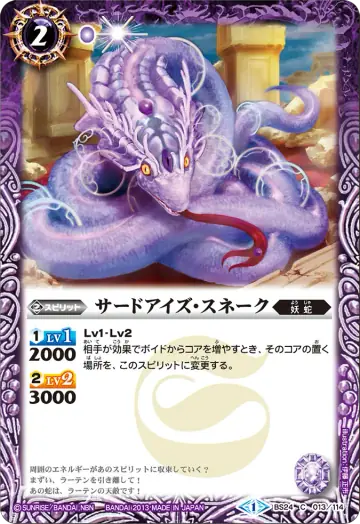 2
②スピリット サードアイズ・スネーク 妖蛇
ようじゃ
1 LV1
2000
2 LV2
3000
Lv1・Lv2
相手が効果でボイドからコアを増やすとき、そのコアの置く
場所を、このスピリットに変更する。
周囲のエネルギーがあのスピリットに収束していく？
まず、ラーテンを引き離して！
あの蛇は、ラーテンの天敵です！
©SUNRISE/BANDAI,NBN BANDAI 2013 MADE IN JAPAN 1 BS24 C 013/114